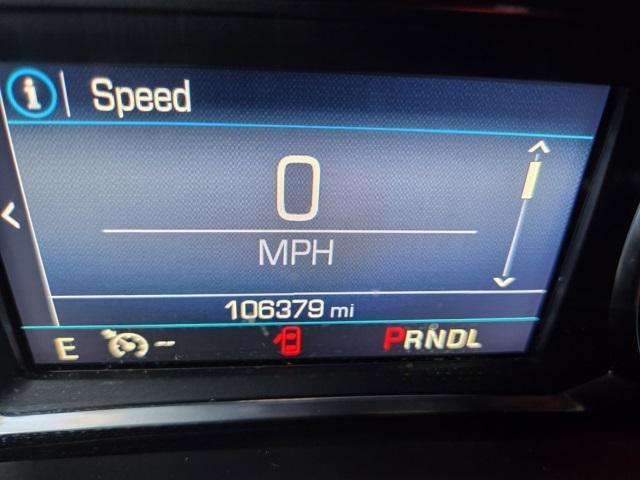 i Speed
0
MPH
106379 mi
E PRNDL